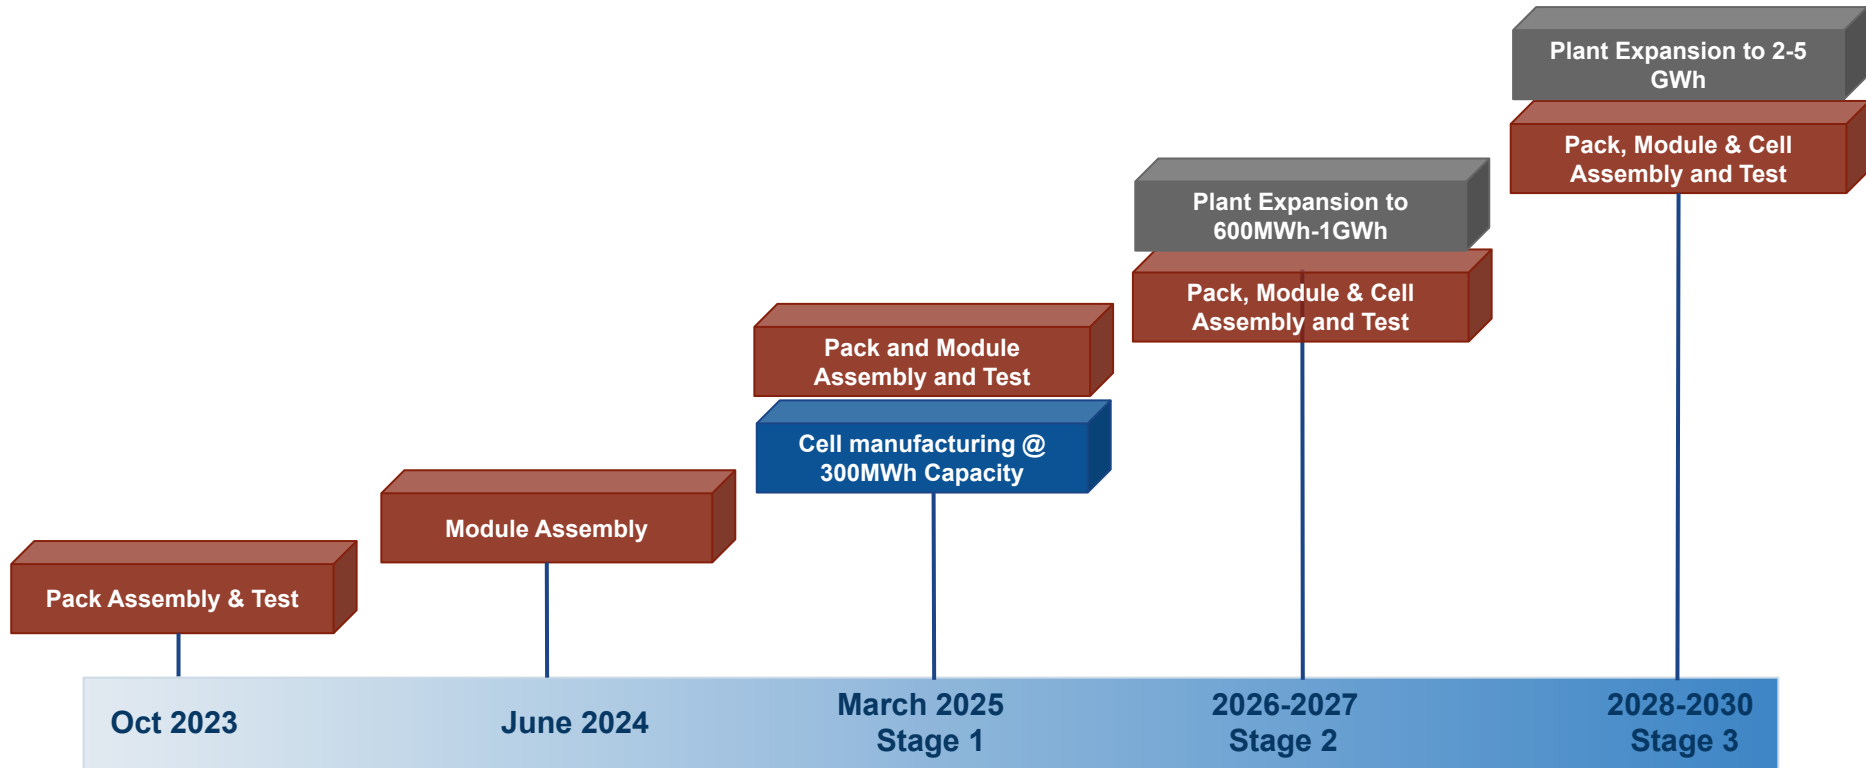 Plant Expansion to 2-5
GWh
Pack, Module & Cell
Assembly and Test
Plant Expansion to
600MWh-1GWh
Pack, Module & Cell
Assembly and Test
Pack and Module
Assembly and Test
Cell manufacturing @
300MWh Capacity
Module Assembly
Pack Assembly & Test
Oct 2023
June 2024
March 2025
Stage 1
2026-2027
Stage 2
2028-2030
Stage 3